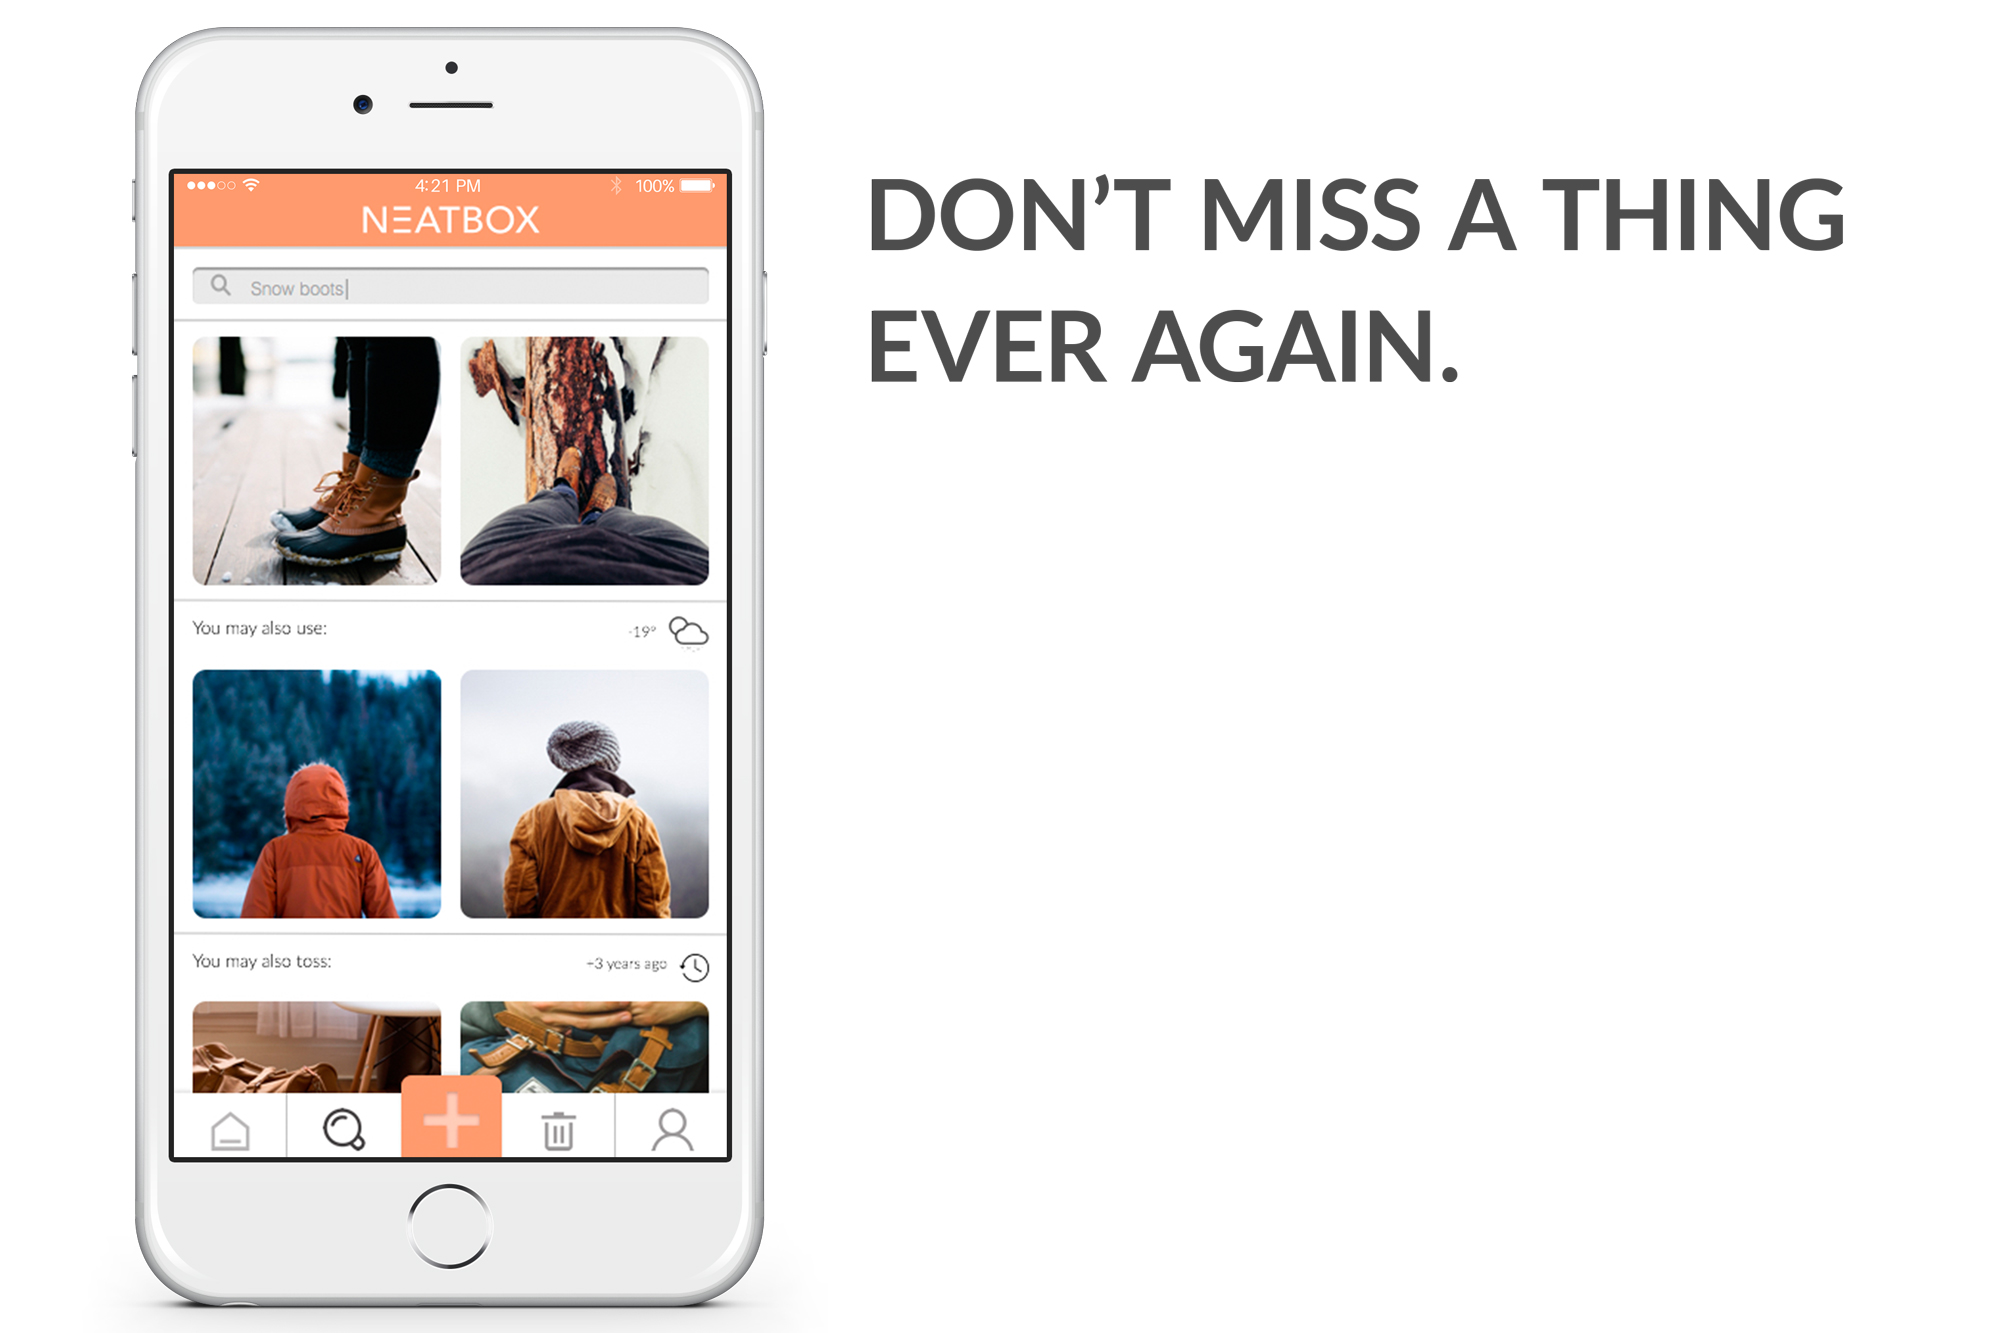 4:21 PM
100%
NEATBOX
Snow boots
DON'T MISS A THING
EVER AGAIN.
You may also use:
-19°
You may also toss:
~3 years ago